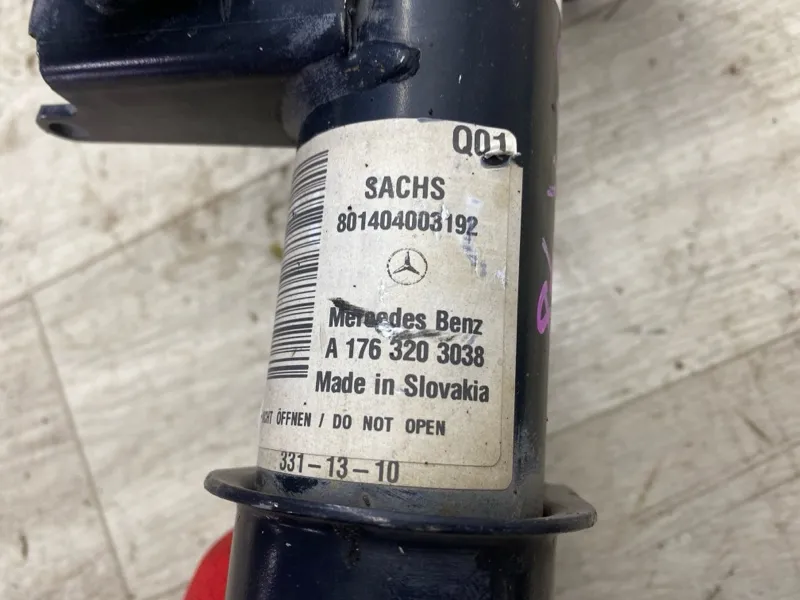 Q01
SACHS
801404003192
Mercedes Benz
A 176 320 3038
Made in Slovakia
ÖFFNEN / DO NOT OPEN
331-13-10